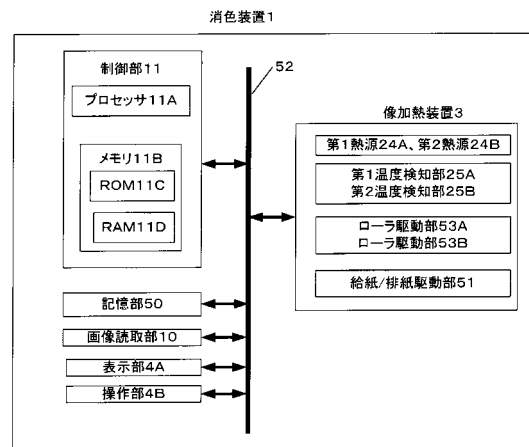 消色装置1
制御部11
プロセッサ11A
メモリ11B
ROM11C
RAM11D
記憶部50
画像読取部10
表示部4A
操作部4B
52
像加熱装置3
第1熱源24A、第2熱源24B
第1温度検知部25A
第2温度検知部25B
ローラ駆動部53A
ローラ駆動部53B
給紙/排紙駆動部51